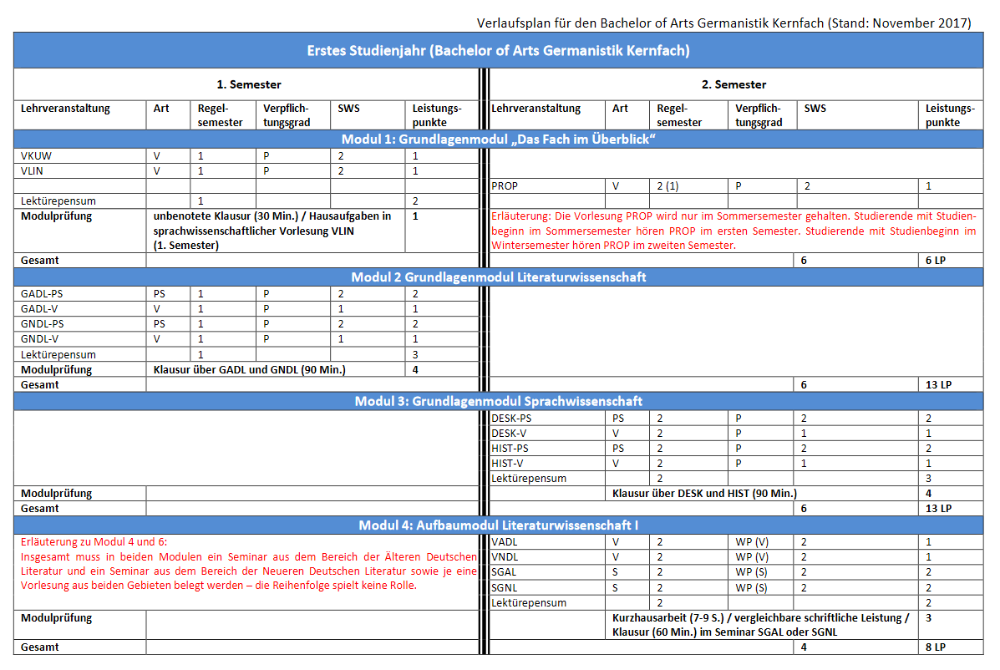 Verlaufsplan für den Bachelor of Arts Germanistik Kernfach (Stand: November 2017)
Erstes Studienjahr (Bachelor of Arts Germanistik Kernfach)
1. Semester 2. Semester
Lehrveranstaltung Art Regel- Verpflich- SWS Leistungs- Lehrveranstaltung Art Regel- Verpflich- SWS Leistungs-
semester tungsgrad punkte semester tungsgrad punkte
Modul 1: Grundlagenmodul „Das Fach im Überblick“
VKUW V 1 P 2 1
VLIN V 1 P 2 1
PROP V 2 (1) P 2 1
Lektürepensum 1 2
Modulprüfung unbenotete Klausur (30 Min.) / Hausaufgaben in 1 Erläuterung: Die Vorlesung PROP wird nur im Sommersemester gehalten. Studierende mit Studien-
sprachwissenschaftlicher Vorlesung VLIN beginn im Sommersemester hören PROP im ersten Semester. Studierende mit Studienbeginn im
(1. Semester) Wintersemester hören PROP im zweiten Semester.
Gesamt 6 6 LP
Modul 2 Grundlagenmodul Literaturwissenschaft
GADL-PS PS 1 P 2 2
GADL-V V 1 P 1 1
GNDL-PS PS 1 P 2 2
GNDL-V V 1 P 1 1
Lektürepensum 1 3
Modulprüfung Klausur über GADL und GNDL (90 Min.) 4
Gesamt 6 13 LP
Modul 3: Grundlagenmodul Sprachwissenschaft
DESK-PS PS 2 P 2 2
DESK-V V 2 P 1 1
HIST-PS PS 2 P 2 2
HIST-V V 2 P 1 1
Lektürepensum 2 3
Modulprüfung Klausur über DESK und HIST (90 Min.) 4
Gesamt 6 13 LP
Modul 4: Aufbaumodul Literaturwissenschaft I
Erläuterung zu Modul 4 und 6: VADL V 2 WP (V) 2 1
Insgesamt muss in beiden Modulen ein Seminar aus dem Bereich der Älteren Deutschen VNDL V 2 WP (V) 2 1
Literatur und ein Seminar aus dem Bereich der Neueren Deutschen Literatur sowie je eine SGAL S 2 WP (S) 2 2
Vorlesung aus beiden Gebieten belegt werden – die Reihenfolge spielt keine Rolle. SGNL S 2 WP (S) 2 2
Lektürepensum 2 2
Modulprüfung Kurzhausarbeit (7-9 S.) / vergleichbare schriftliche Leistung / 3
Klausur (60 Min.) im Seminar SGAL oder SGNL
Gesamt 4 8 LP